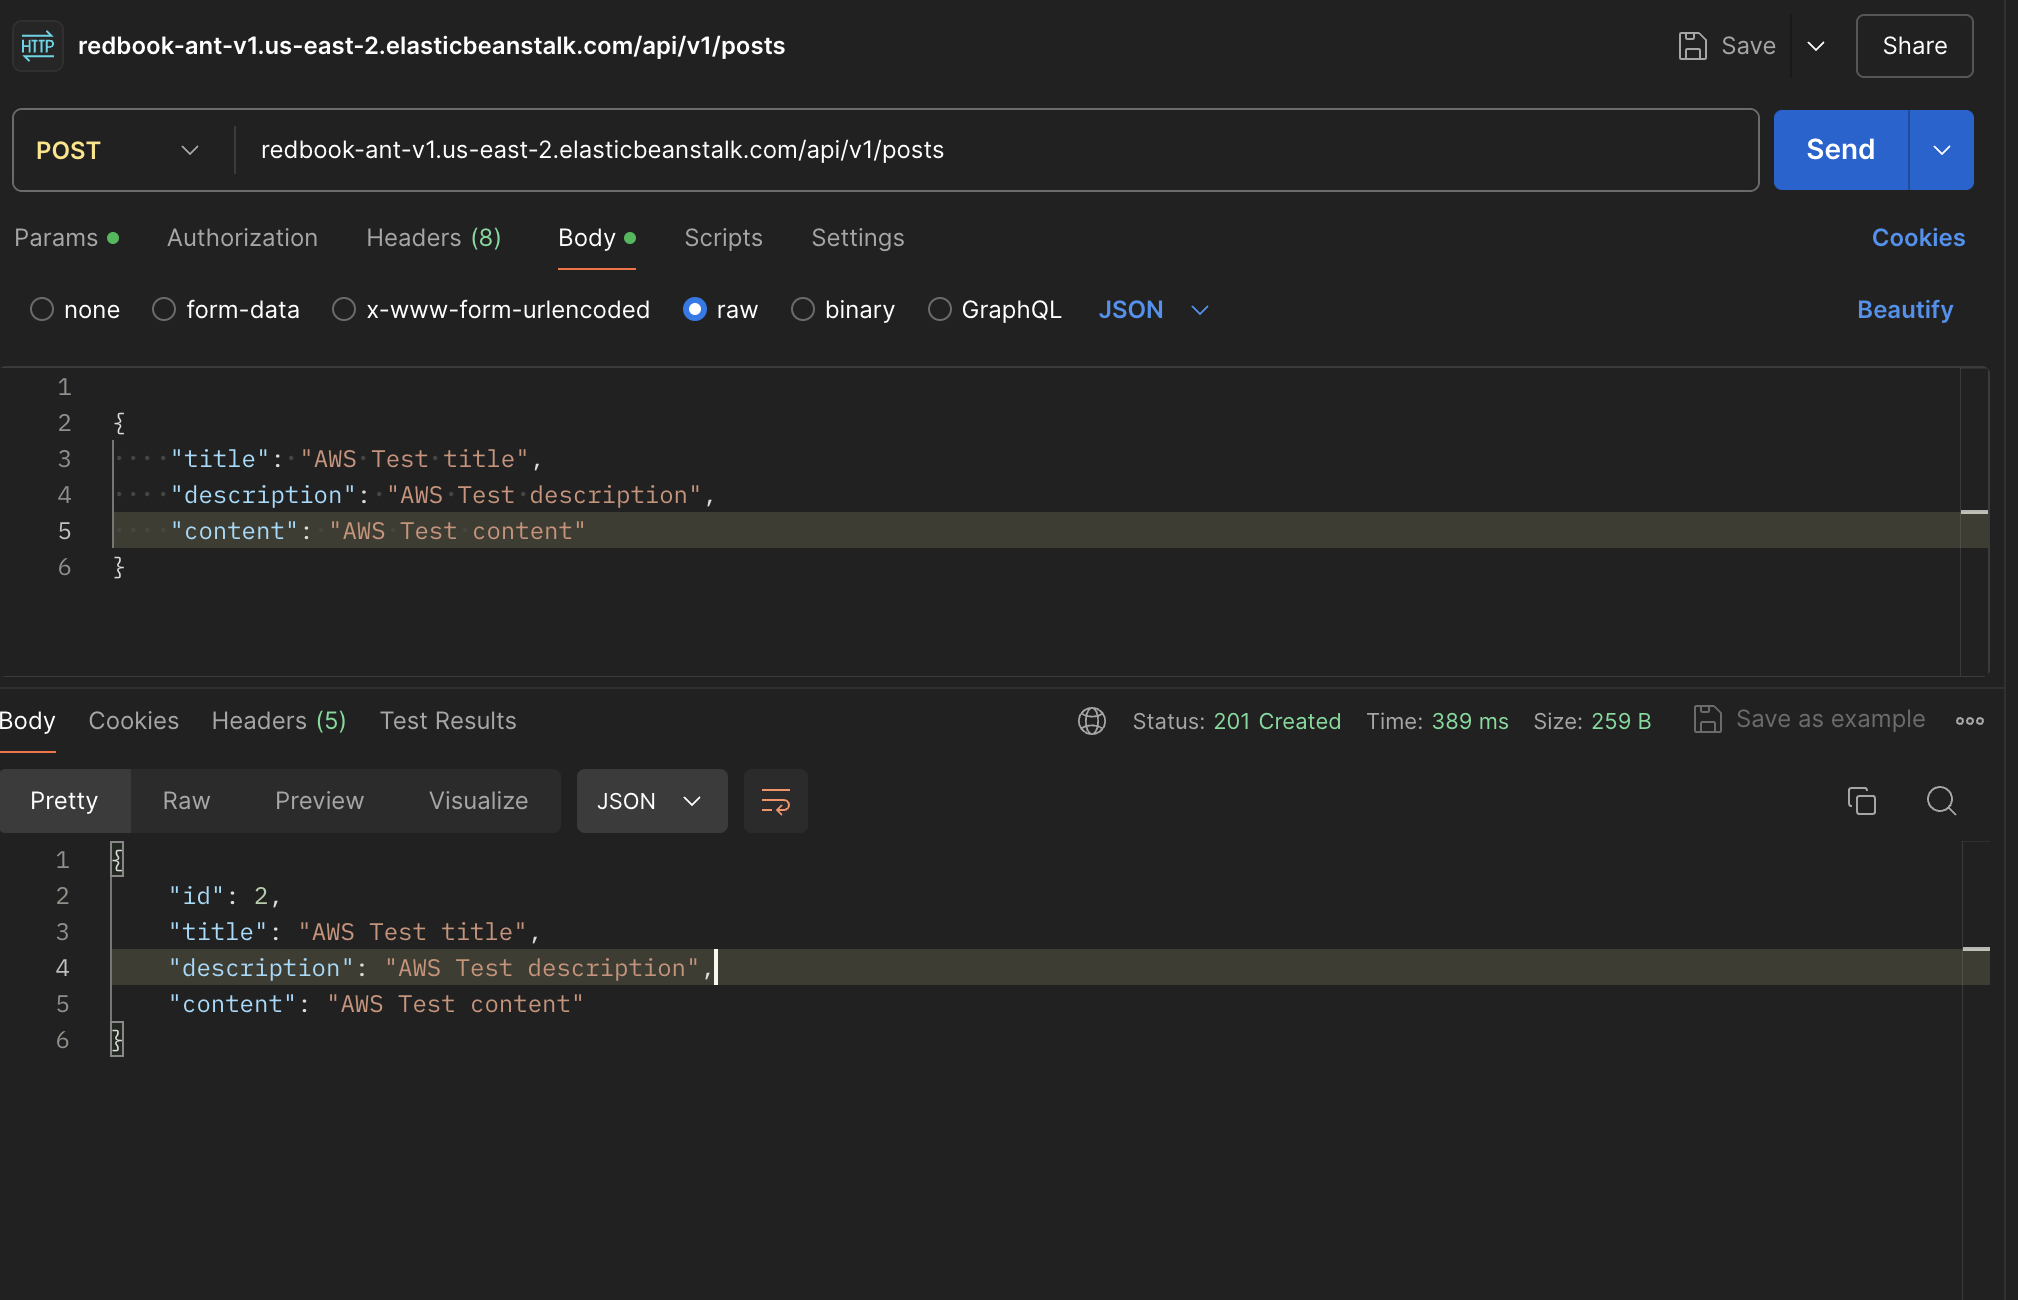 HTTP redbook-ant-v1.us-east-2.elasticbeanstalk.com/api/v1/posts Save Share
POST redbook-ant-v1.us-east-2.elasticbeanstalk.com/api/v1/posts Send
Params Authorization Headers (8) Body Scripts Settings Cookies
none form-data x-www-form-urlencoded raw binary GraphQL JSON Beautify
1
2 {
3 "title": "AWS Test title",
4 "description": "AWS Test description",
5 "content": "AWS Test content"
6 }
Body Cookies Headers (5) Test Results Status: 201 Created Time: 389 ms Size: 259 B Save as example
Pretty Raw Preview Visualize JSON
1 {
2 "id": 2,
3 "title": "AWS Test title",
4 "description": "AWS Test description",
5 "content": "AWS Test content"
6 }